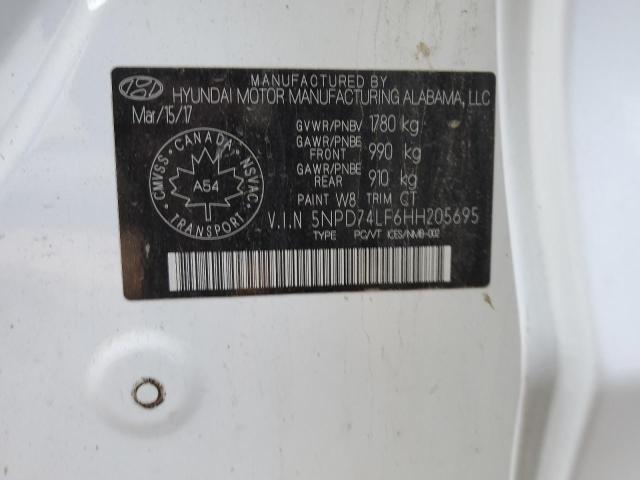 MANUFACTURED BY
HYUNDAI MOTOR MANUFACTURING ALABAMA, LLC
Mar/15/17
GVWR/PNBV 1780 kg
GAWR/PNBE FRONT 990 kg
GAWR/PNBE REAR 910 kg
PAINT W8 TRIM CT
V.I.N 5NPD74LF6HH205695
TYPE PC/VT ICES/NMB-002
CANADA
CMVSS
NSVAC
A54
TRANSPORT